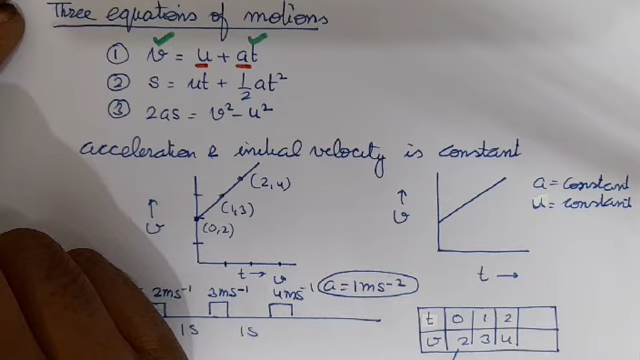 Three equations of motions
① v = u + at
② s = ut + 1/2 at²
③ 2as = v² - u²
acceleration & initial velocity is constant
(2,4)
(1,3)
(0,2)
↑
v
t → v
↑
v
t →
a = constant
u = constant
2ms⁻¹ 3ms⁻¹ 4ms⁻¹ a = 1ms-2
1s 1s
t 0 1 2
v 2 3 4